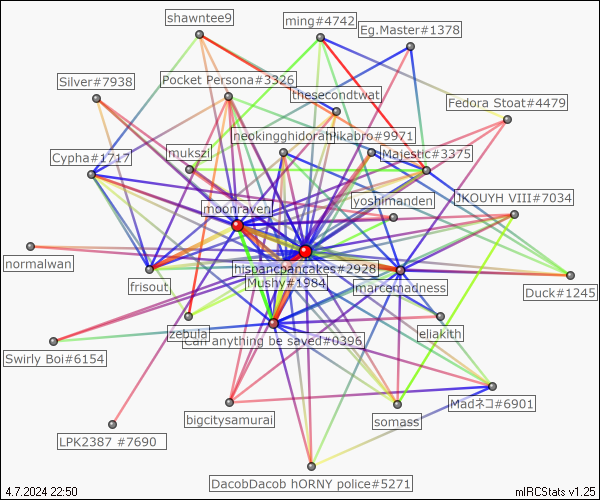 shawntee9
ming#4742
Eg.Master#1378
Silver#7938
Pocket Persona#3326
thesecondtwat
Fedora Stoat#4479
neokingghidorah
hikabro#9971
Cypha#1717
mukszi
Majestic#3375
moonraven
yoshimanden
JKOUYH VIII#7034
normalwan
hispanicpancakes#2928
frisout
Mushy#1984
marcemadness
Duck#1245
zebula
Can anything be saved#0396
eliakith
Swirly Boi#6154
bigcitysamurai
somass
Madネコ#6901
LPK2387 #7690
DacobDacob hORNY police#5271
4.7.2024 22:50
mIRCStats v1.25